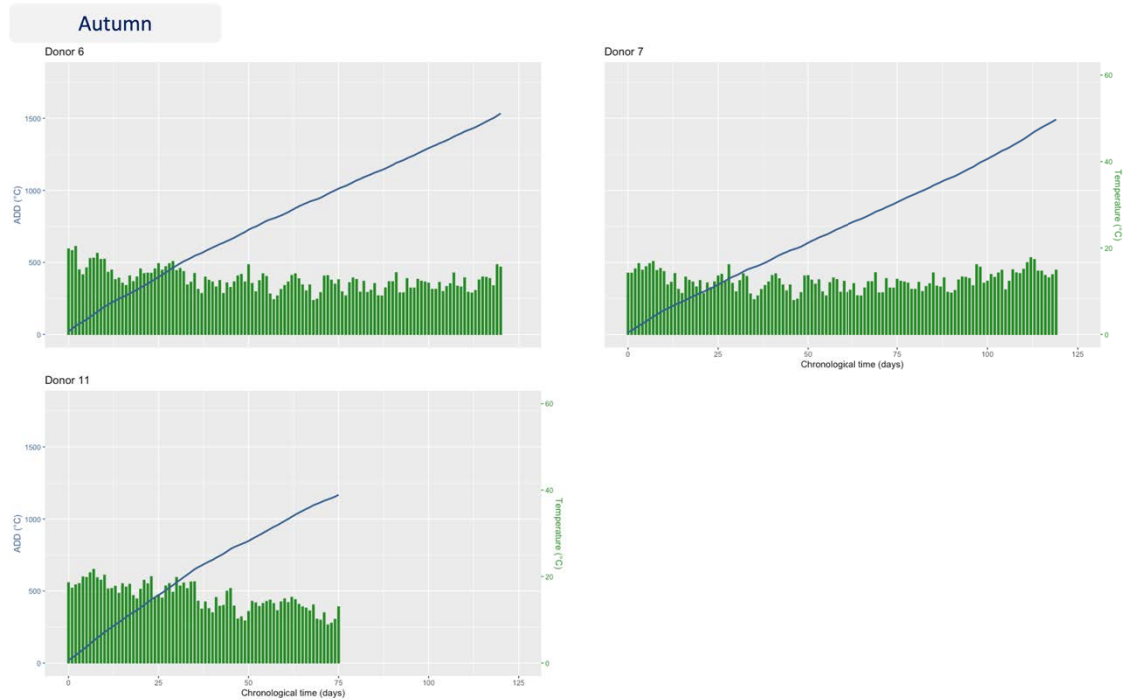 Autumn
Donor 6
1500
1000
500
0
ADD (°C)
Donor 7
60
40
20
0
Temperature (°C)
0 25 50 75 100 125
Chronological time (days)
Donor 11
1500
1000
500
0
ADD (°C)
60
40
20
0
Temperature (°C)
0 25 50 75 100 125
Chronological time (days)